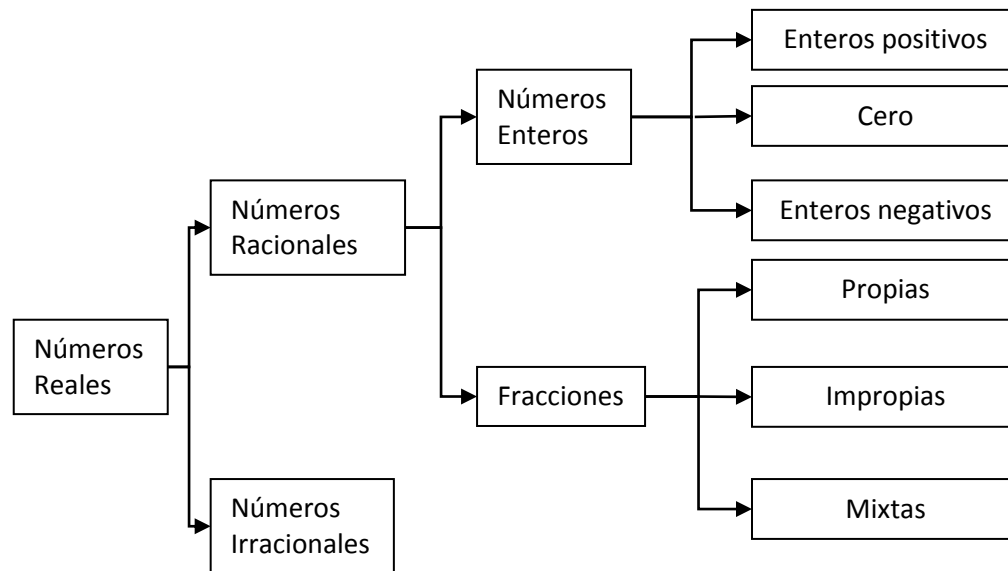 Números
Reales
Números
Racionales
Números
Irracionales
Números
Enteros
Fracciones
Enteros positivos
Cero
Enteros negativos
Propias
Impropias
Mixtas